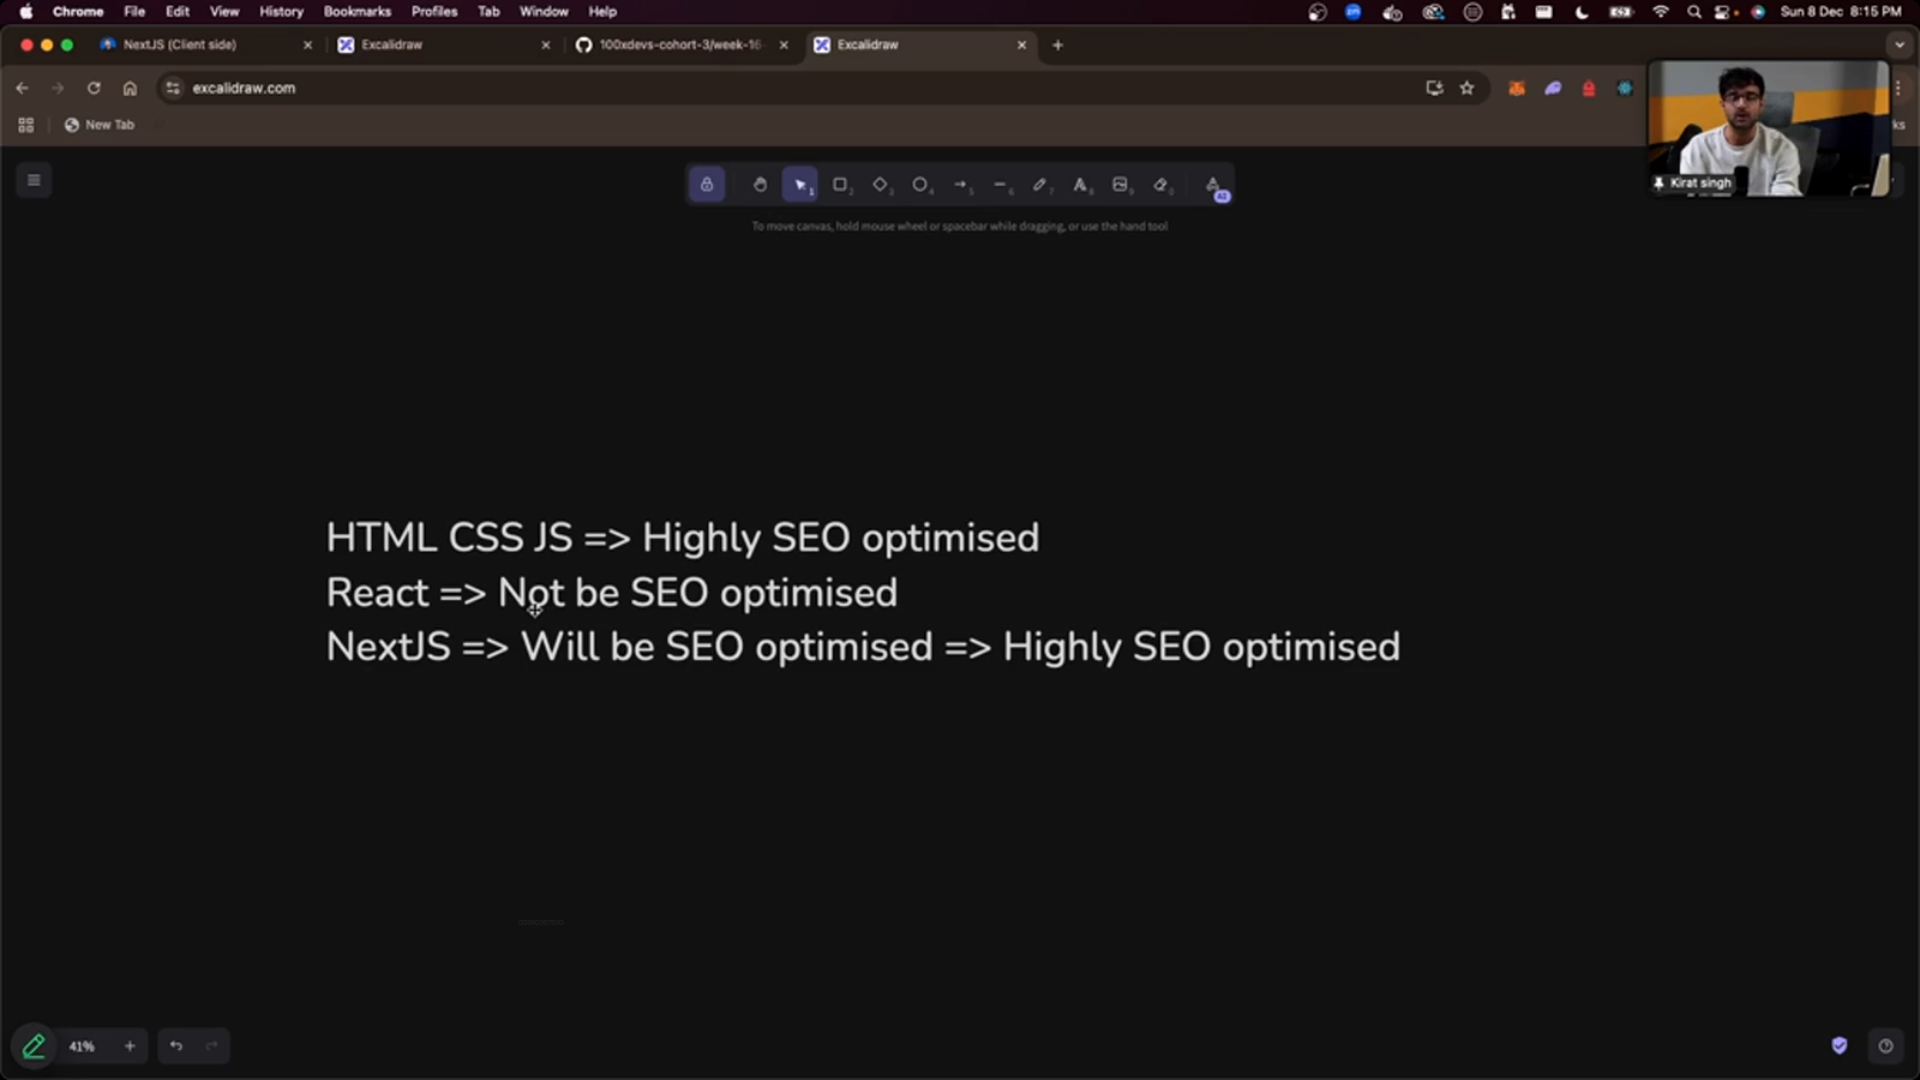 Chrome File Edit View History Bookmarks Profiles Tab Window Help Sun 8 Dec 8:15 PM
NextJS (Client side) Excalidraw 100xdevs-cohort-3/week-16- Excalidraw
excalidraw.com
New Tab
Kirat singh
To move canvas, hold mouse wheel or spacebar while dragging, or use the hand tool
HTML CSS JS => Highly SEO optimised
React => Not be SEO optimised
NextJS => Will be SEO optimised => Highly SEO optimised
41%